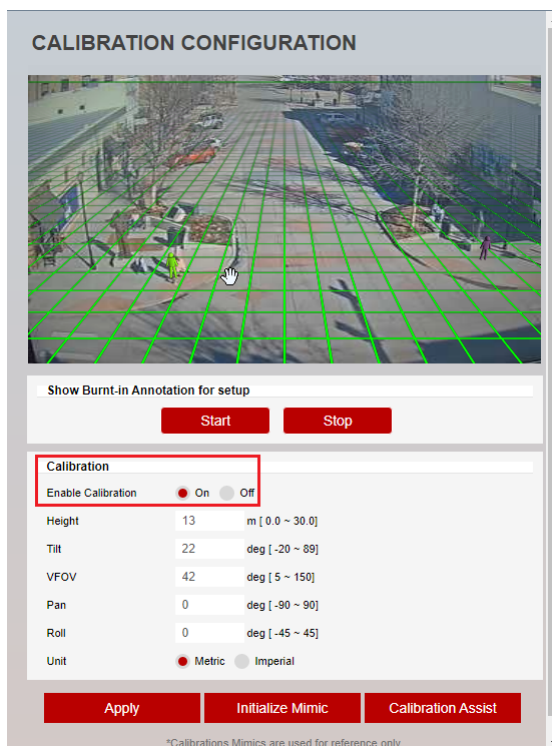 CALIBRATION CONFIGURATION
Show Burnt-in Annotation for setup
Start Stop
Calibration
Enable Calibration On Off
Height 13 m [ 0.0 ~ 30.0]
Tilt 22 deg [ -20 ~ 89]
VFOV 42 deg [ 5 ~ 150]
Pan 0 deg [ -90 ~ 90]
Roll 0 deg [ -45 ~ 45]
Unit Metric Imperial
Apply Initialize Mimic Calibration Assist
*Calibrations Mimics are used for reference only